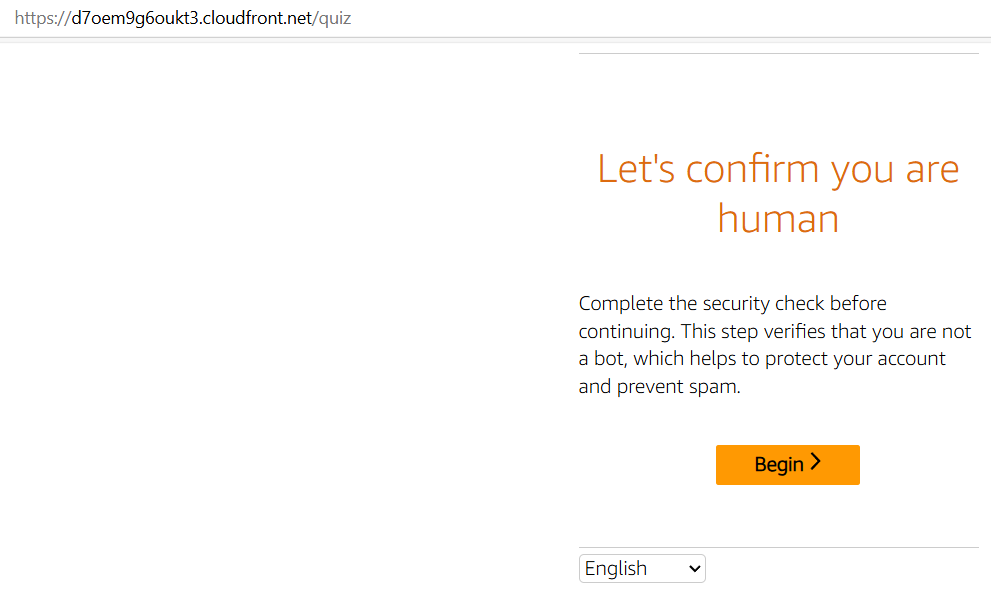 https://d7oem9g6oukt3.cloudfront.net/quiz
Let's confirm you are
human
Complete the security check before
continuing. This step verifies that you are not
a bot, which helps to protect your account
and prevent spam.
Begin
English